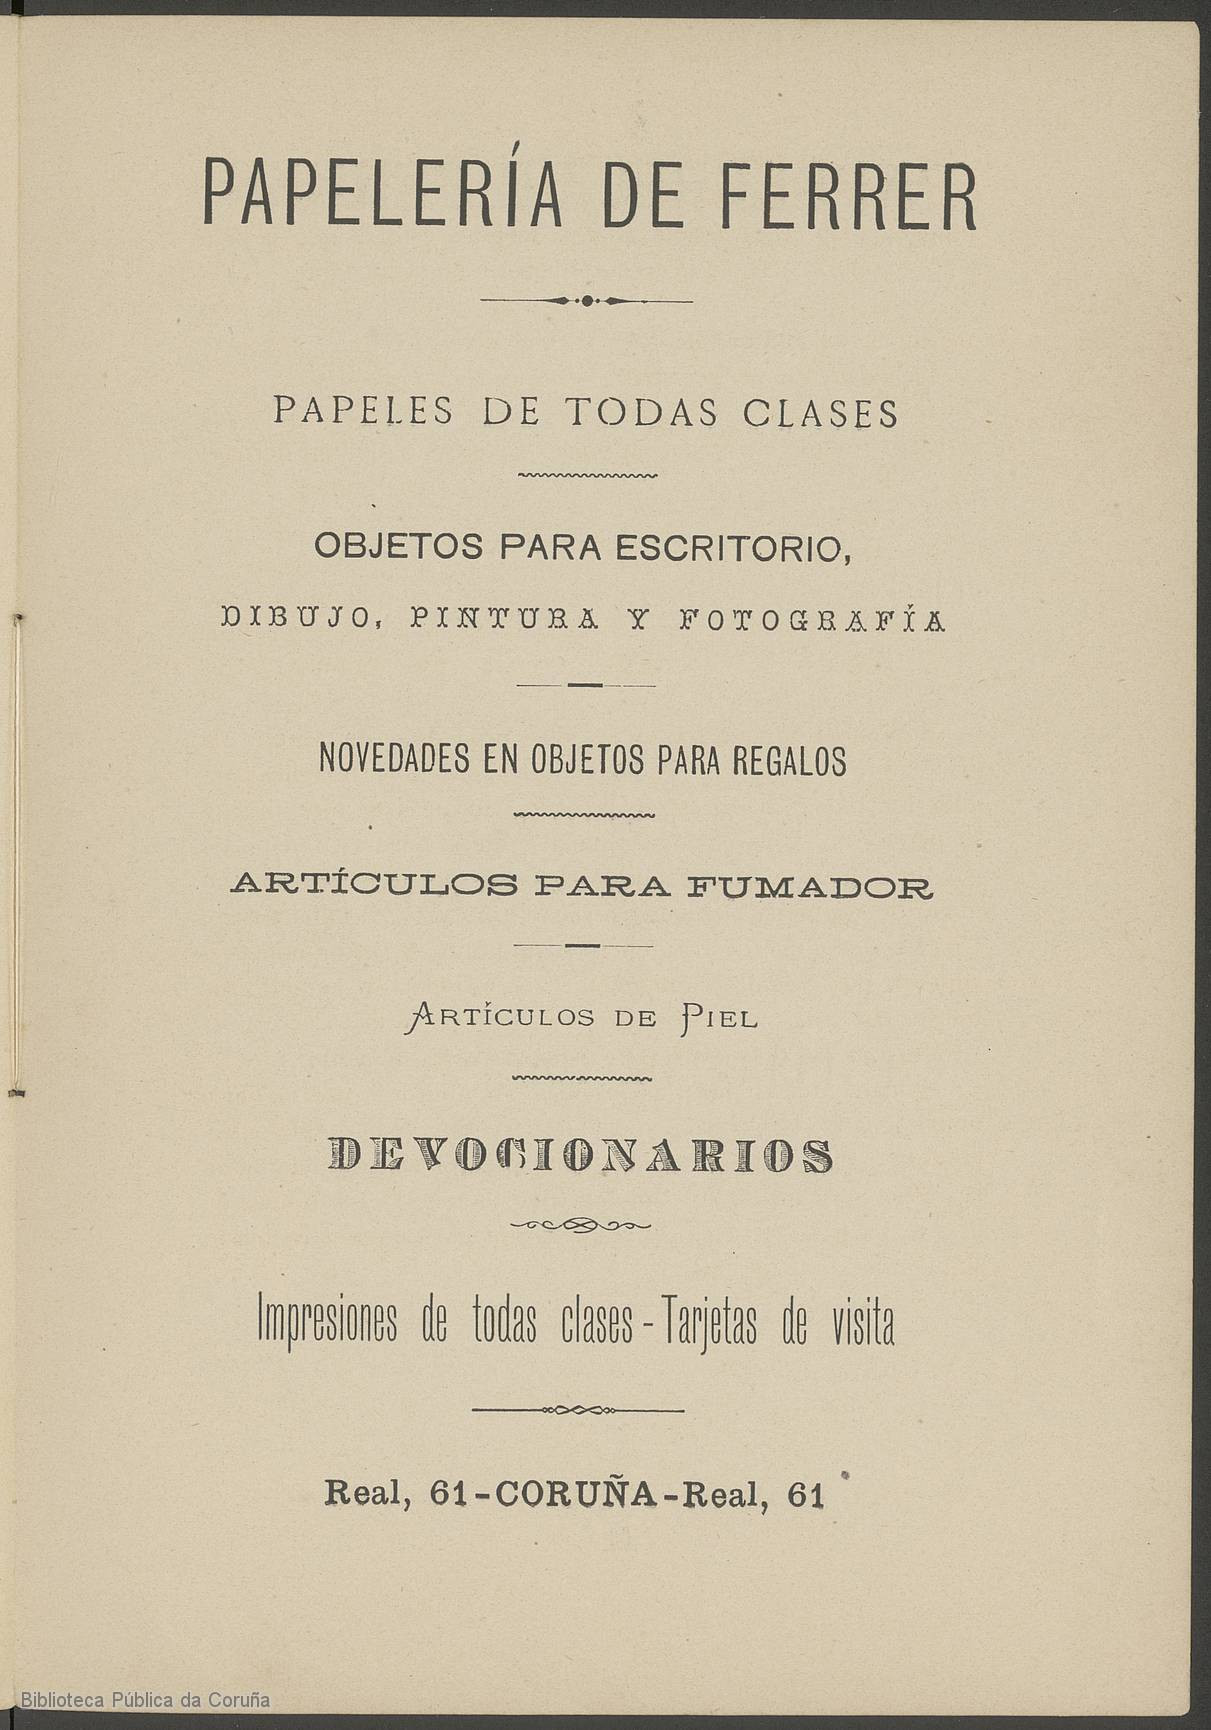 PAPELERÍA DE FERRER
PAPELES DE TODAS CLASES
OBJETOS PARA ESCRITORIO,
DIBUJO, PINTURA Y FOTOGRAFÍA
NOVEDADES EN OBJETOS PARA REGALOS
ARTÍCULOS PARA FUMADOR
ARTÍCULOS DE PIEL
DEVOCIONARIOS
Impresiones de todas clases - Tarjetas de visita
Real, 61-CORUÑA-Real, 61
Biblioteca Pública da Coruña